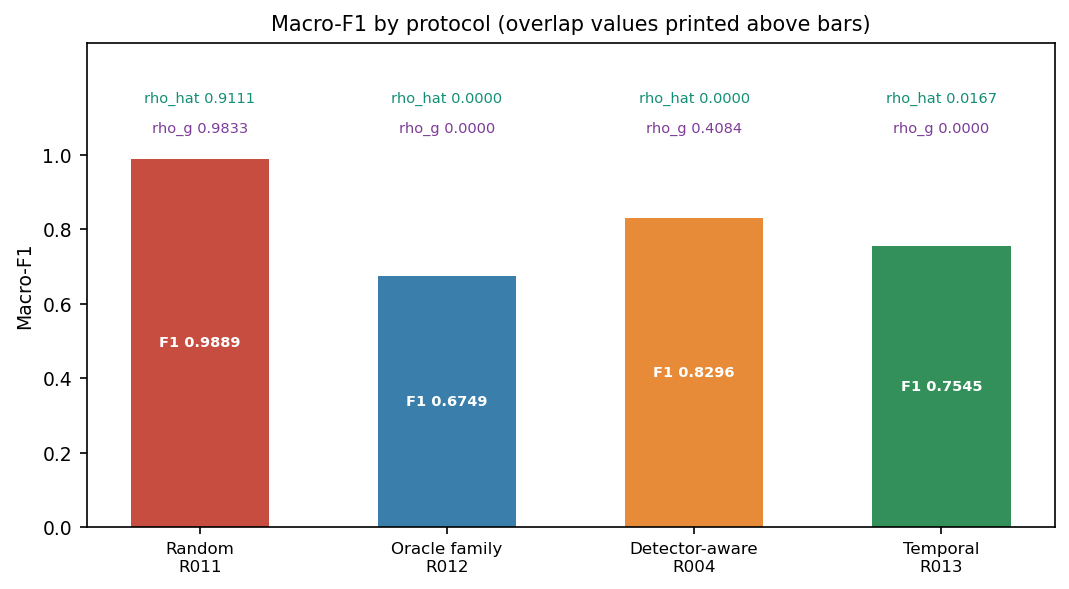 Macro-F1 by protocol (overlap values printed above bars)
rho_hat 0.9111
rho_g 0.9833
rho_hat 0.0000
rho_g 0.0000
rho_hat 0.0000
rho_g 0.4084
rho_hat 0.0167
rho_g 0.0000
Macro-F1
1.0
0.8
0.6
0.4
0.2
0.0
F1 0.9889
F1 0.6749
F1 0.8296
F1 0.7545
Random
R011
Oracle family
R012
Detector-aware
R004
Temporal
R013